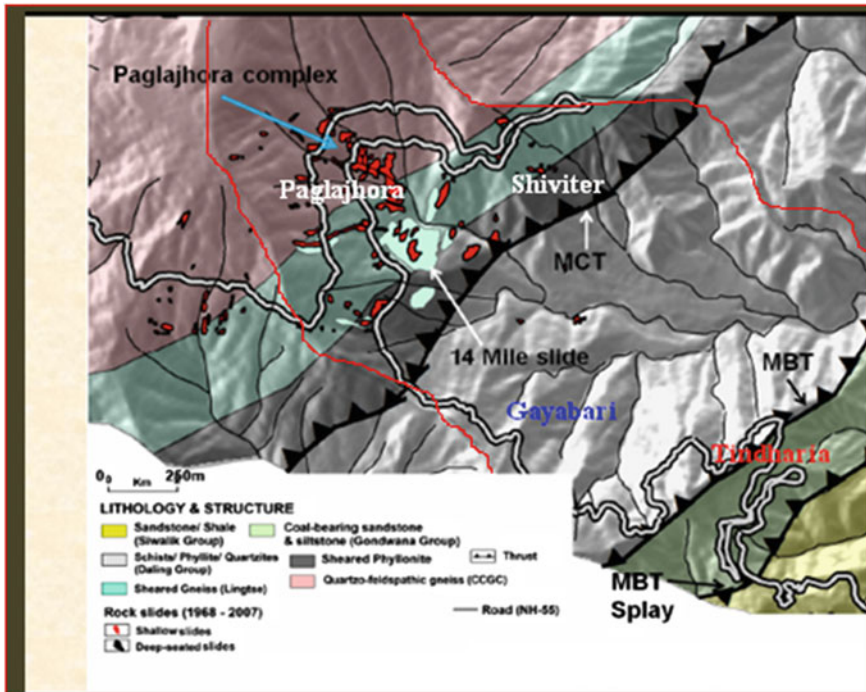 Paglajhora complex
Paglajhora
Shiviter
MCT
14 Mile slide
MBT
Gayabari
Tindharia
0 250m
Km
MBT
Splay
LITHOLOGY & STRUCTURE
Sandstone/ Shale
(Siwalik Group)
Coal-bearing sandstone
& siltstone (Gondwana Group)
Schists/ Phyllite/ Quartzites
(Daling Group)
Sheared Phyllonite
Thrust
Sheared Gneiss (Lingtse)
Quartzo-feldspathic gneiss (CCGC)
Rock slides (1968 - 2007)
Road (NH-55)
Shallow slides
Deep-seated slides